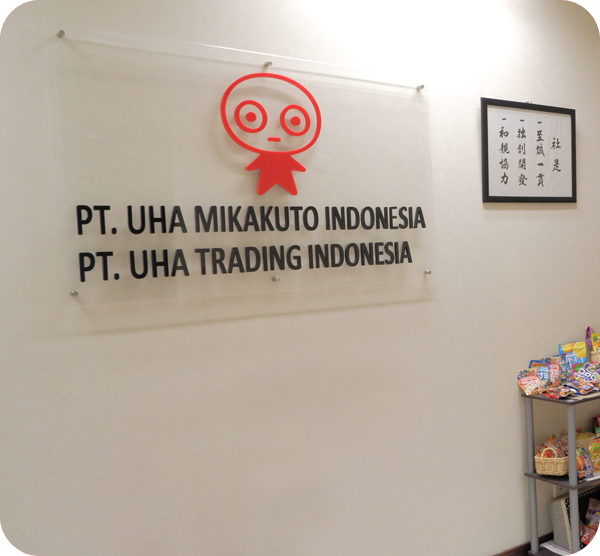 PT. UHA MIKAKUTO INDONESIA
PT. UHA TRADING INDONESIA
社是
一至誠一貫
一独創開發
一和親協力